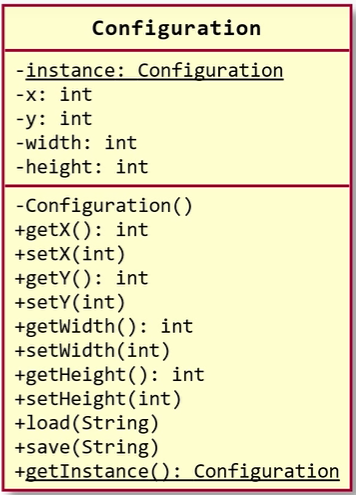 Configuration
-instance: Configuration
-x: int
-y: int
-width: int
-height: int
-Configuration()
+getX(): int
+setX(int)
+getY(): int
+setY(int)
+getWidth(): int
+setWidth(int)
+getHeight(): int
+setHeight(int)
+load(String)
+save(String)
+getInstance(): Configuration